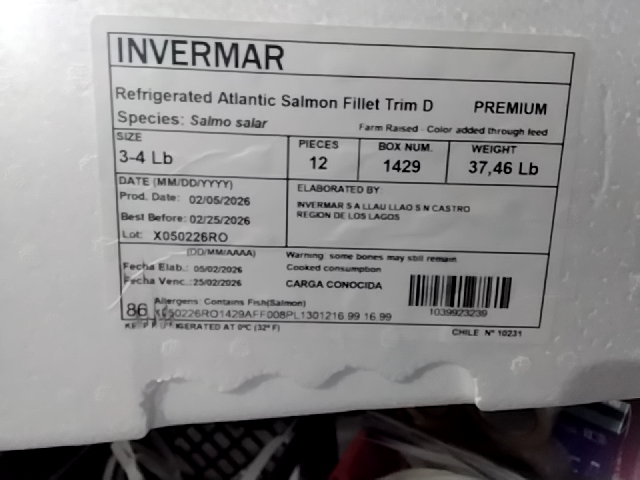 INVERMAR
Refrigerated Atlantic Salmon Fillet Trim D PREMIUM
Species: Salmo salar Farm Raised Color added through feed
SIZE PIECES BOX NUM. WEIGHT
3-4 Lb 12 1429 37,46 Lb
DATE (MM/DD/YYYY) ELABORATED BY
Prod. Date: 02/05/2026
INVERMAR S A LLAU LLAO S N CASTRO
REGION DE LOS LAGOS
Best Before: 02/25/2026
Lot: X050226RO
(DD/MM/AAAA) Warning: some bones may still remain
Fecha Elab.: 05/02/2026 Cooked consumption
Fecha Venc.: 25/02/2026 CARGA CONOCIDA
Allergens: Contains Fish(Salmon)
86 1039923239
CHILE N° 10231
AT 0°C (32° F)